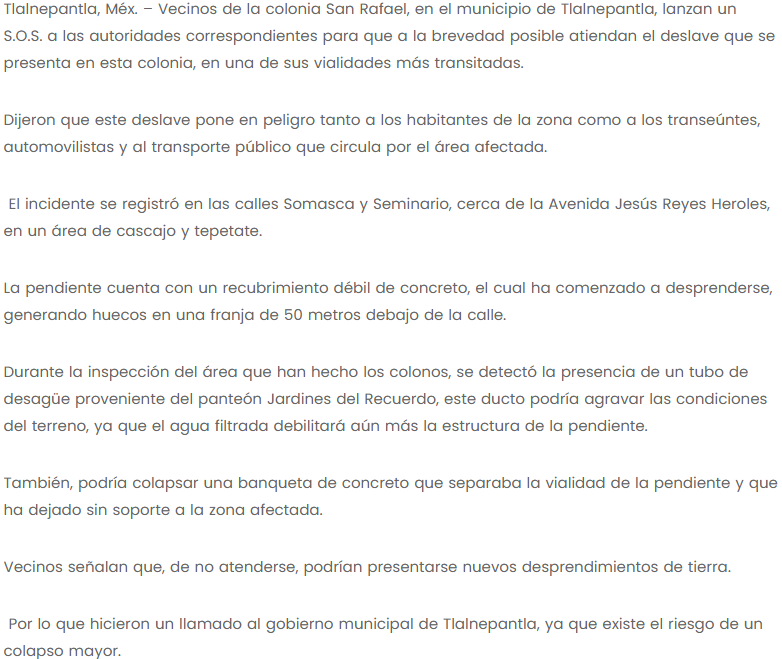 Tlalnepantla, Méx. – Vecinos de la colonia San Rafael, en el municipio de Tlalnepantla, lanzan un
S.O.S. a las autoridades correspondientes para que a la brevedad posible atiendan el deslave que se
presenta en esta colonia, en una de sus vialidades más transitadas.
Dijeron que este deslave pone en peligro tanto a los habitantes de la zona como a los transeúntes,
automovilistas y al transporte público que circula por el área afectada.
El incidente se registró en las calles Somasca y Seminario, cerca de la Avenida Jesús Reyes Heroles,
en un área de cascajo y tepetate.
La pendiente cuenta con un recubrimiento débil de concreto, el cual ha comenzado a desprenderse,
generando huecos en una franja de 50 metros debajo de la calle.
Durante la inspección del área que han hecho los colonos, se detectó la presencia de un tubo de
desagüe proveniente del panteón Jardines del Recuerdo, este ducto podría agravar las condiciones
del terreno, ya que el agua filtrada debilitará aún más la estructura de la pendiente.
También, podría colapsar una banqueta de concreto que separaba la vialidad de la pendiente y que
ha dejado sin soporte a la zona afectada.
Vecinos señalan que, de no atenderse, podrían presentarse nuevos desprendimientos de tierra.
Por lo que hicieron un llamado al gobierno municipal de Tlalnepantla, ya que existe el riesgo de un
colapso mayor.